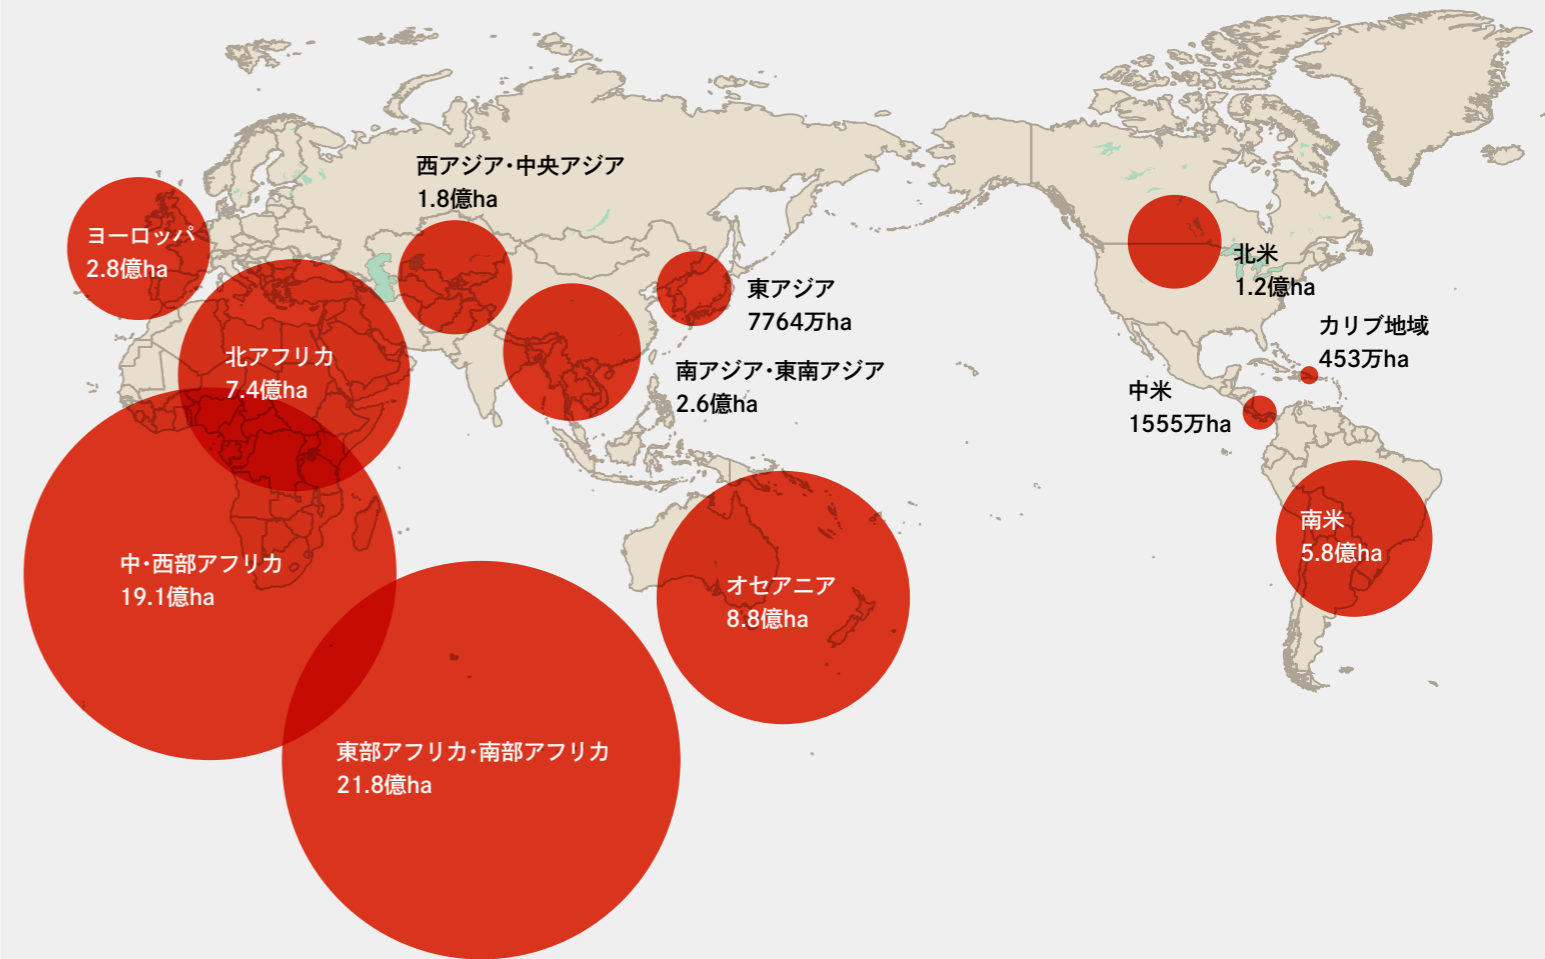 西アジア・中央アジア
1.8億ha
ヨーロッパ
2.8億ha
北米
1.2億ha
東アジア
7764万ha
カリブ地域
453万ha
北アフリカ
7.4億ha
南アジア・東南アジア
2.6億ha
中米
1555万ha
南米
5.8億ha
中・西部アフリカ
19.1億ha
オセアニア
8.8億ha
東部アフリカ・南部アフリカ
21.8億ha